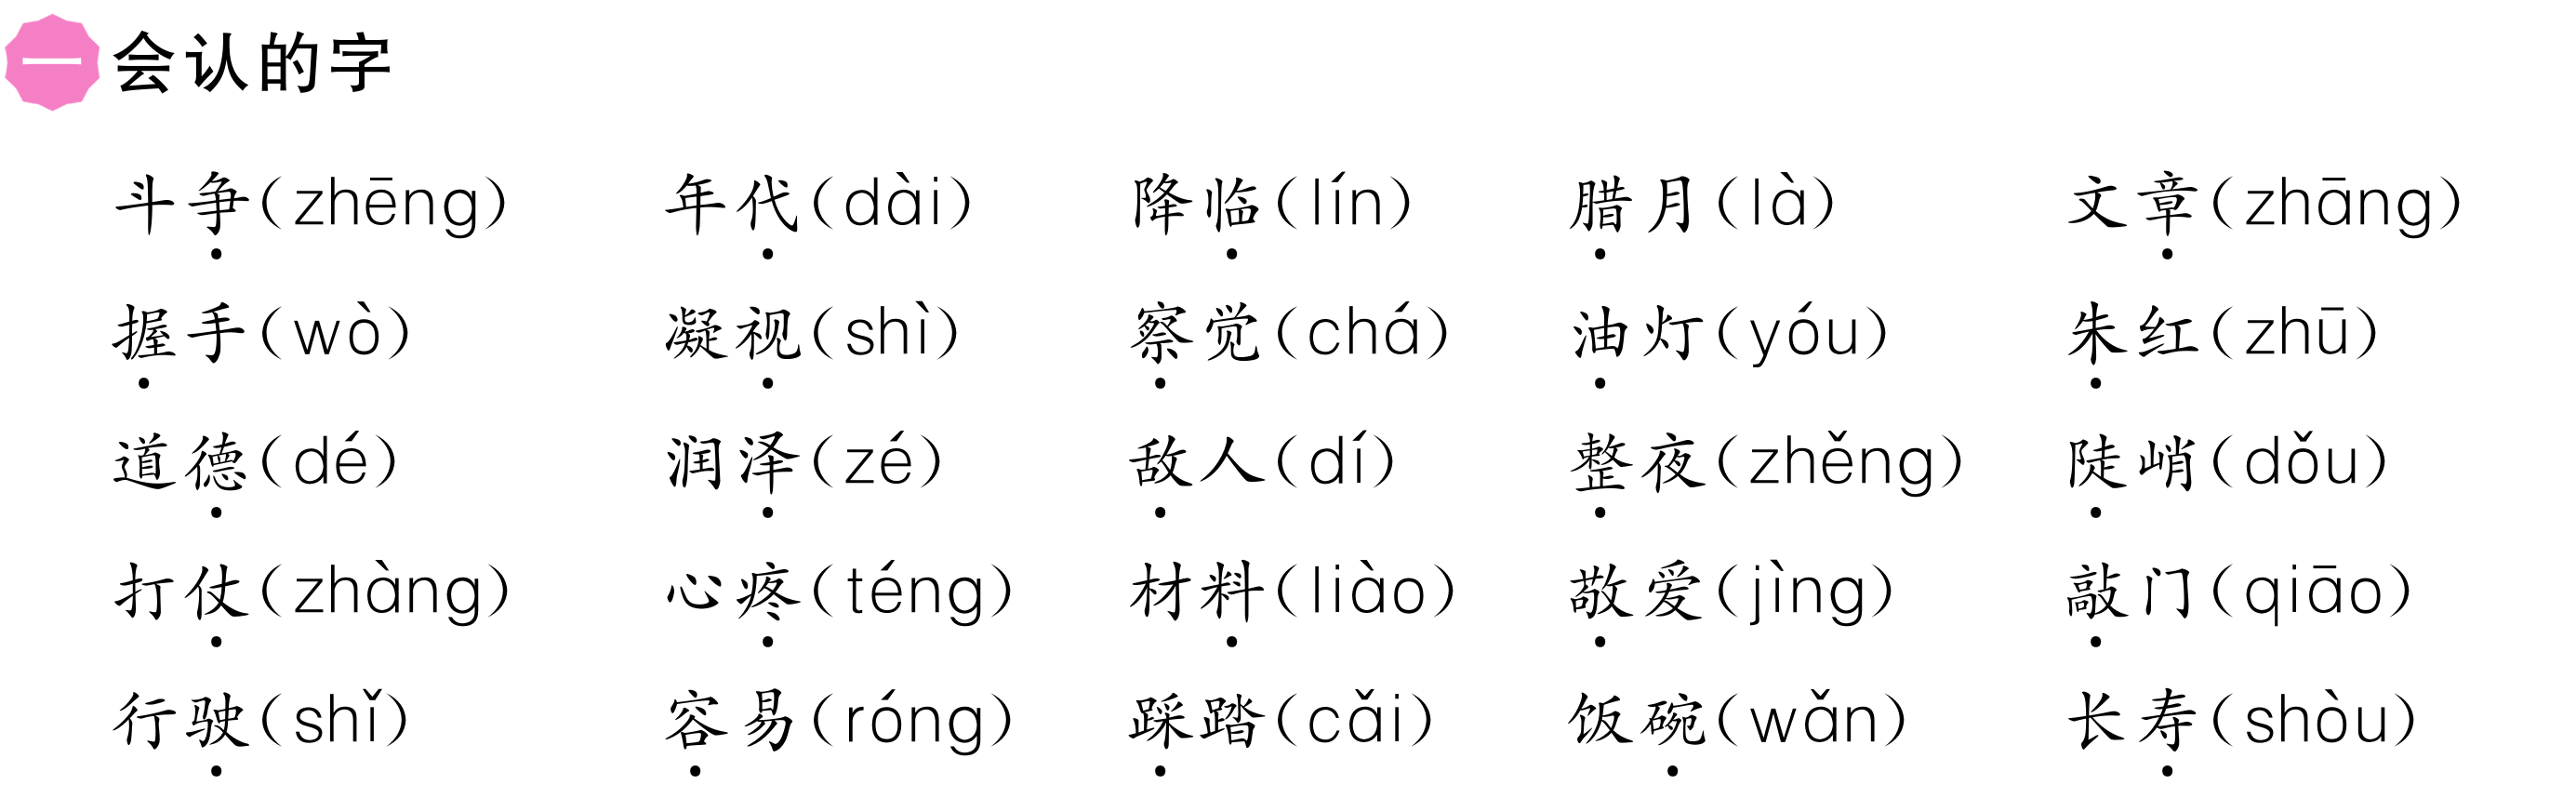 一 会认的字
斗争(zhēng) 年代(dài) 降临(lín) 腊月(là) 文章(zhāng)
握手(wò) 凝视(shì) 察觉(chá) 油灯(yóu) 朱红(zhū)
道德(dé) 润泽(zé) 敌人(dí) 整夜(zhěng) 陡峭(dǒu)
打仗(zhàng) 心疼(téng) 材料(liào) 敬爱(jìng) 敲门(qiāo)
行驶(shǐ) 容易(róng) 踩踏(cǎi) 饭碗(wǎn) 长寿(shòu)